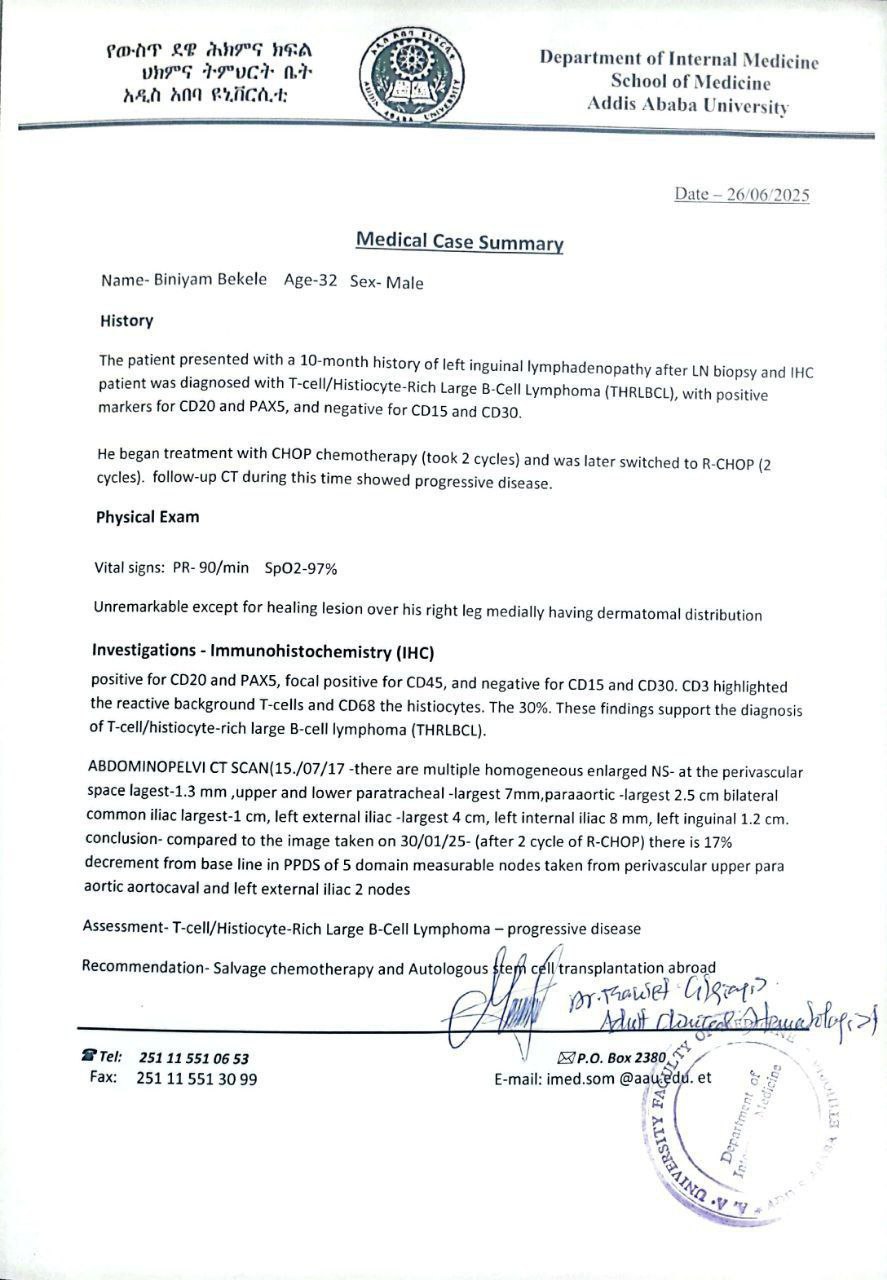 የውስጥ ደዌ ሕክምና ክፍል
ህክምና ትምህርት ቤት
አዲስ አበባ ዩኒቨርሲቲ
አዲስ አበባ ዩኒቨርስቲ
ADDIS ABABA UNIVERSITY
Department of Internal Medicine
School of Medicine
Addis Ababa University
Date – 26/06/2025
Medical Case Summary
Name- Biniyam Bekele Age-32 Sex- Male
History
The patient presented with a 10-month history of left inguinal lymphadenopathy after LN biopsy and IHC
patient was diagnosed with T-cell/Histiocyte-Rich Large B-Cell Lymphoma (THRLBCL), with positive
markers for CD20 and PAX5, and negative for CD15 and CD30.
He began treatment with CHOP chemotherapy (took 2 cycles) and was later switched to R-CHOP (2
cycles). follow-up CT during this time showed progressive disease.
Physical Exam
Vital signs: PR- 90/min SpO2-97%
Unremarkable except for healing lesion over his right leg medially having dermatomal distribution
Investigations - Immunohistochemistry (IHC)
positive for CD20 and PAX5, focal positive for CD45, and negative for CD15 and CD30. CD3 highlighted
the reactive background T-cells and CD68 the histiocytes. The 30%. These findings support the diagnosis
of T-cell/histiocyte-rich large B-cell lymphoma (THRLBCL).
ABDOMINOPELVI CT SCAN(15./07/17 -there are multiple homogeneous enlarged NS- at the perivascular
space lagest-1.3 mm ,upper and lower paratracheal -largest 7mm,paraaortic -largest 2.5 cm bilateral
common iliac largest-1 cm, left external iliac -largest 4 cm, left internal iliac 8 mm, left inguinal 1.2 cm.
conclusion- compared to the image taken on 30/01/25- (after 2 cycle of R-CHOP) there is 17%
decrement from base line in PPDS of 5 domain measurable nodes taken from perivascular upper para
aortic aortocaval and left external iliac 2 nodes
Assessment- T-cell/Histiocyte-Rich Large B-Cell Lymphoma – progressive disease
Recommendation- Salvage chemotherapy and Autologous stem cell transplantation abroad
Dr.
Adult Clinical Hematologist
Tel: 251 11 551 06 53
Fax: 251 11 551 30 99
P.O. Box 2380
E-mail: imed.som @aau.edu. et
A. A. UNIVERSITY FACULTY OF
Department of
Medicine